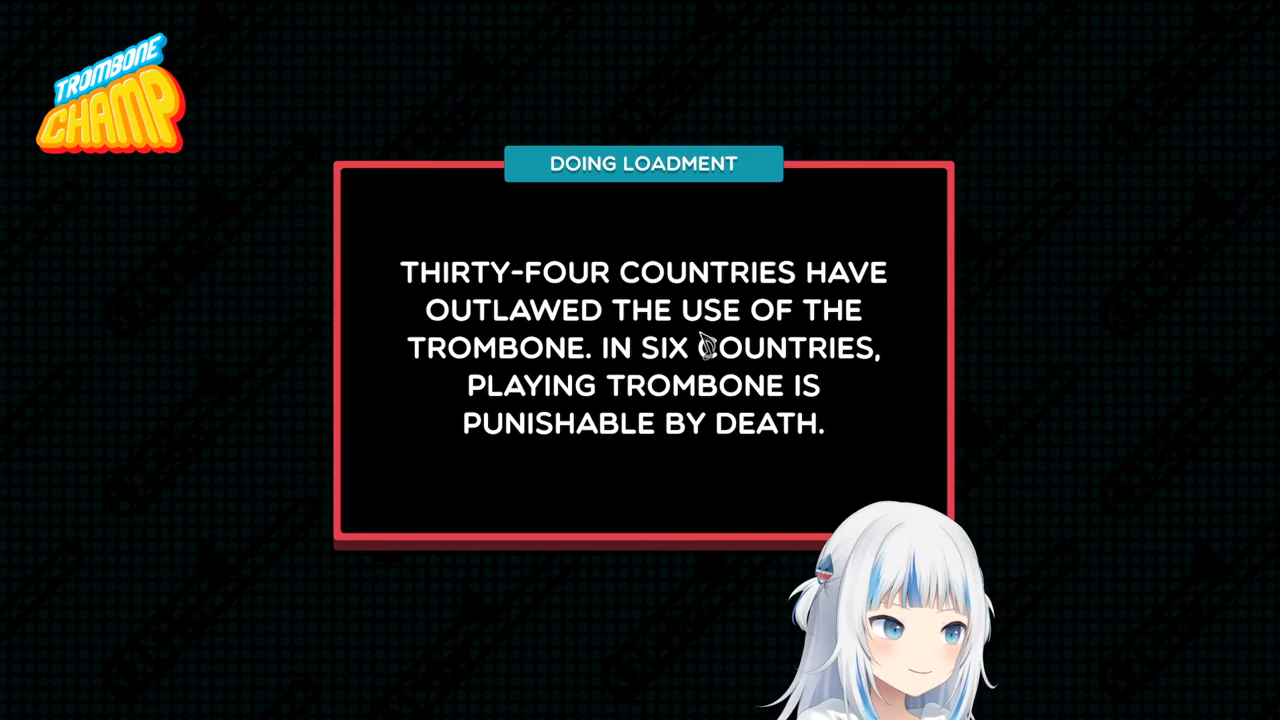 TROMBONE
CHAMP
DOING LOADMENT
THIRTY-FOUR COUNTRIES HAVE
OUTLAWED THE USE OF THE
TROMBONE. IN SIX COUNTRIES,
PLAYING TROMBONE IS
PUNISHABLE BY DEATH.